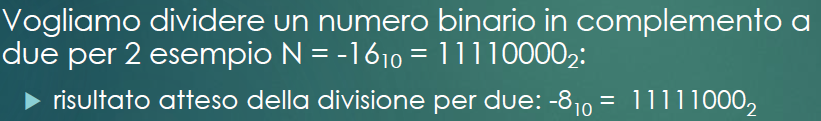 Vogliamo dividere un numero binario in complemento a
due per 2 esempio N = -16₁₀ = 11110000₂:
▶ risultato atteso della divisione per due: -8₁₀ = 11111000₂